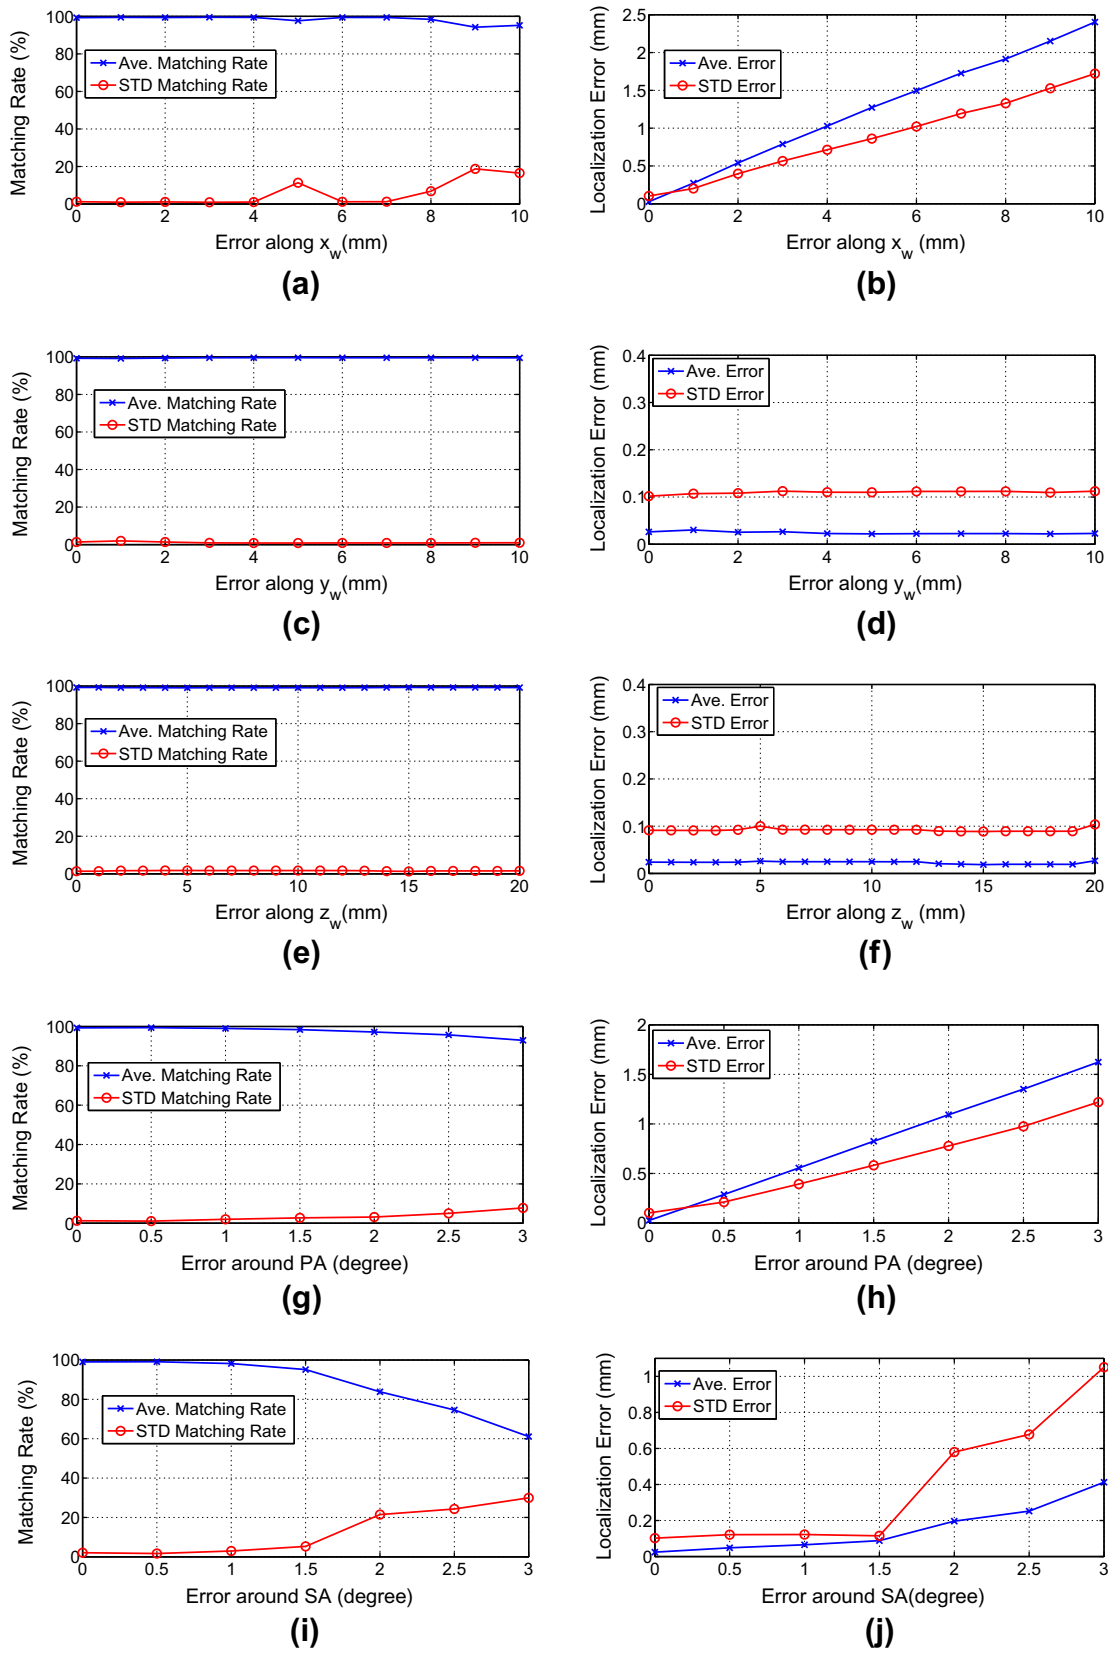 Matching Rate (%)
100
80
60
40
20
0
Ave. Matching Rate
STD Matching Rate
0 2 4 6 8 10
Error along x_w(mm)
(a)
Localization Error (mm)
2.5
2
1.5
1
0.5
0
Ave. Error
STD Error
0 2 4 6 8 10
Error along x_w (mm)
(b)
Matching Rate (%)
100
80
60
40
20
0
Ave. Matching Rate
STD Matching Rate
0 2 4 6 8 10
Error along y_w(mm)
(c)
Localization Error (mm)
0.4
0.3
0.2
0.1
0
Ave. Error
STD Error
0 2 4 6 8 10
Error along y_w(mm)
(d)
Matching Rate (%)
100
80
60
40
20
0
Ave. Matching Rate
STD Matching Rate
0 5 10 15 20
Error along z_w(mm)
(e)
Localization Error (mm)
0.4
0.3
0.2
0.1
0
Ave. Error
STD Error
0 5 10 15 20
Error along z_w (mm)
(f)
Matching Rate (%)
100
80
60
40
20
0
Ave. Matching Rate
STD Matching Rate
0 0.5 1 1.5 2 2.5 3
Error around PA (degree)
(g)
Localization Error (mm)
2
1.5
1
0.5
0
Ave. Error
STD Error
0 0.5 1 1.5 2 2.5 3
Error around PA (degree)
(h)
Matching Rate (%)
100
80
60
40
20
0
Ave. Matching Rate
STD Matching Rate
0 0.5 1 1.5 2 2.5 3
Error around SA (degree)
(i)
Localization Error (mm)
1
0.8
0.6
0.4
0.2
0
Ave. Error
STD Error
0 0.5 1 1.5 2 2.5 3
Error around SA(degree)
(j)